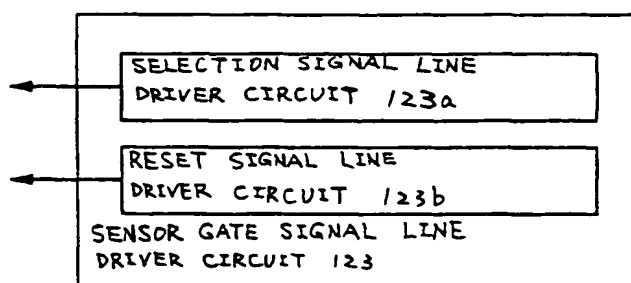 SELECTION SIGNAL LINE
DRIVER CIRCUIT 123a
RESET SIGNAL LINE
DRIVER CIRCUIT 123b
SENSOR GATE SIGNAL LINE
DRIVER CIRCUIT 123